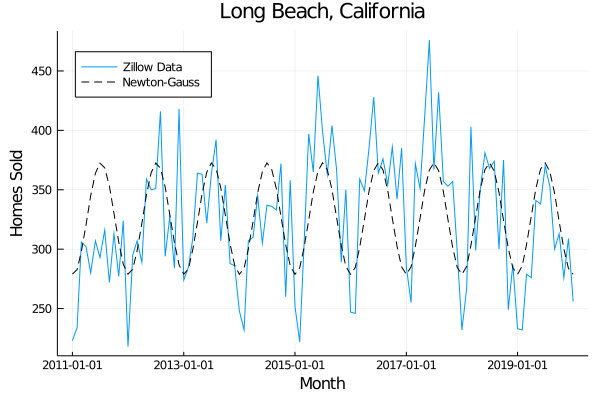 Long Beach, California
Zillow Data
Newton-Gauss
Homes Sold
450
400
350
300
250
2011-01-01 2013-01-01 2015-01-01 2017-01-01 2019-01-01
Month